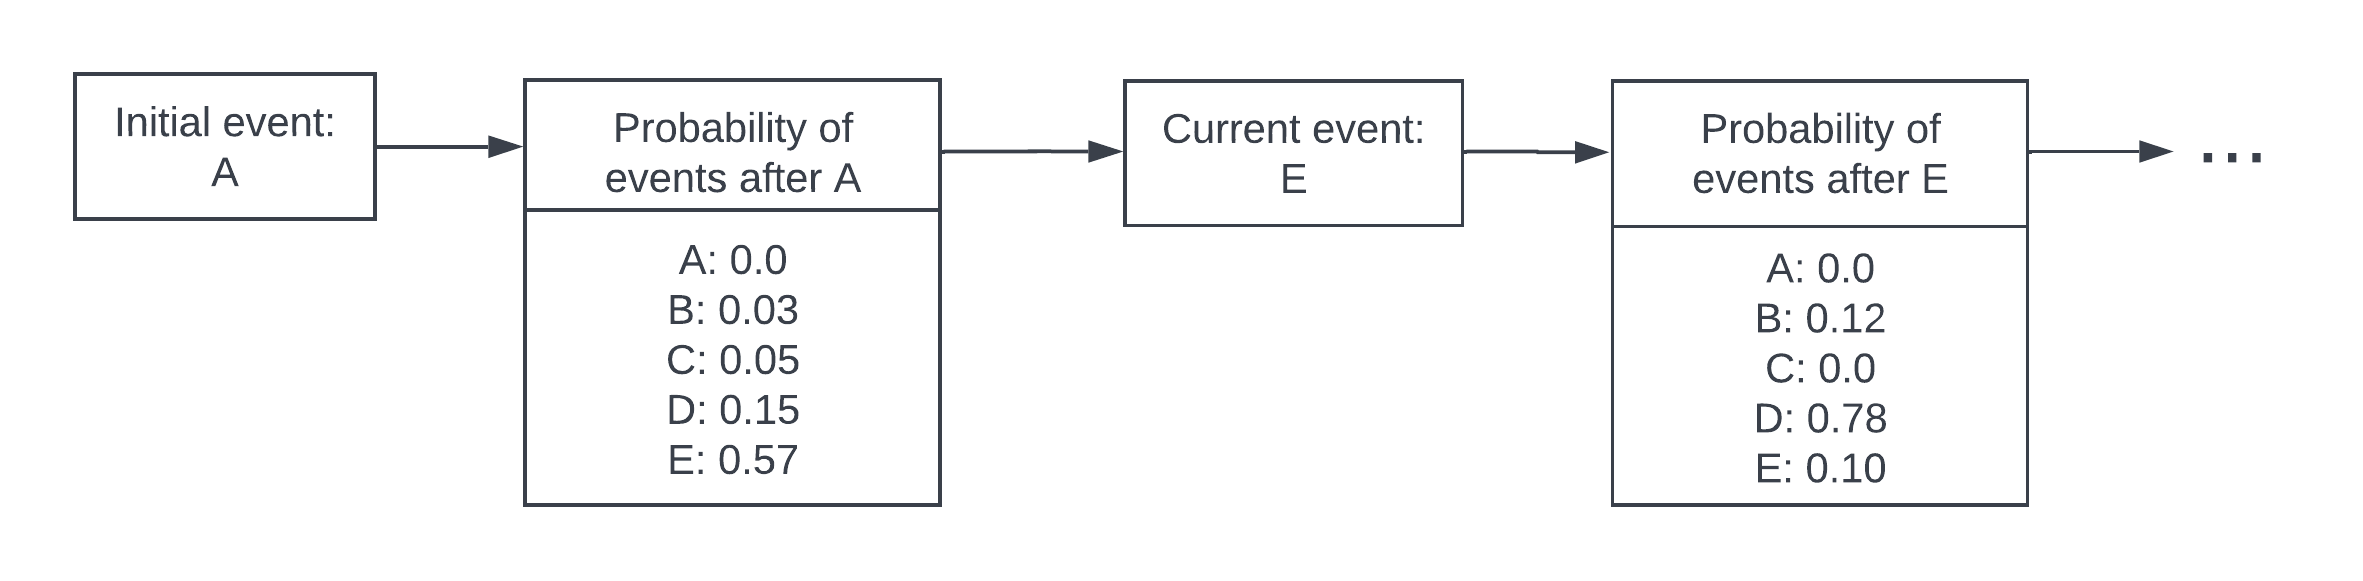 Initial event:
A
Probability of
events after A
A: 0.0
B: 0.03
C: 0.05
D: 0.15
E: 0.57
Current event:
E
Probability of
events after E
A: 0.0
B: 0.12
C: 0.0
D: 0.78
E: 0.10
...